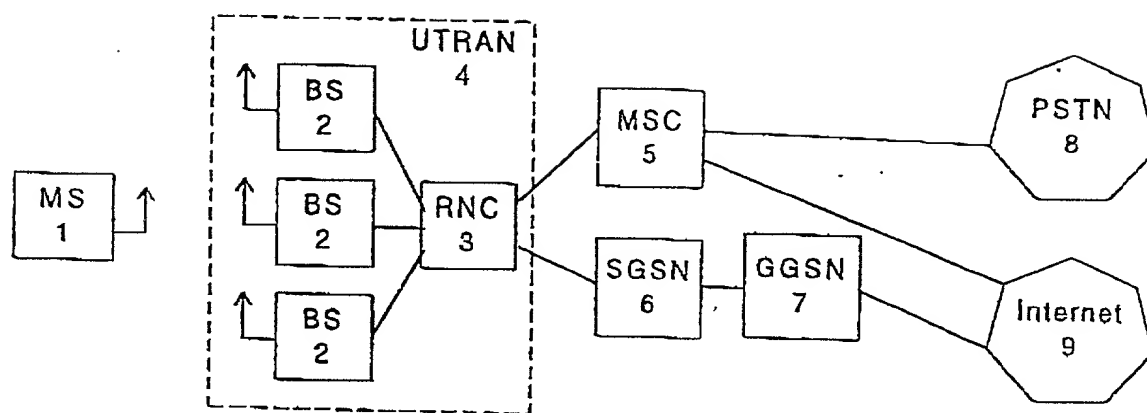 UTRAN
4
BS
2
MSC
5
PSTN
8
MS
1
BS
2
RNC
3
SGSN
6
GGSN
7
BS
2
Internet
9